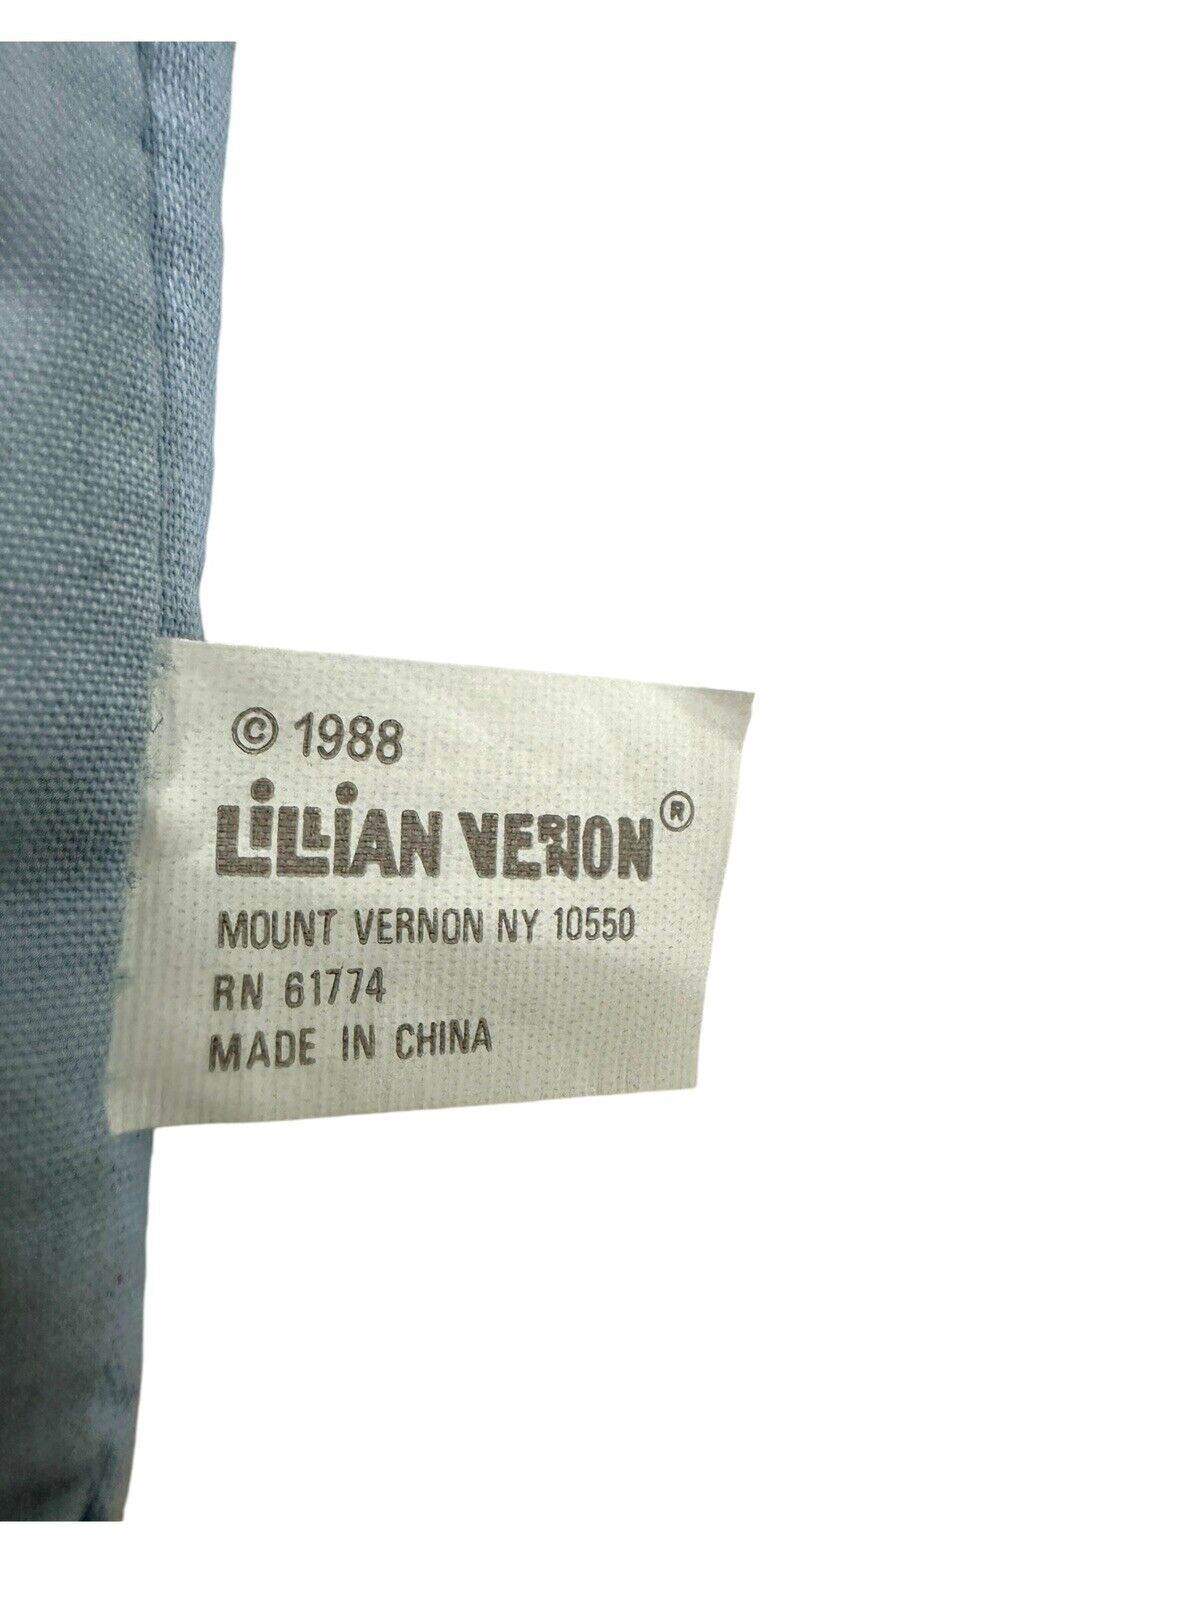 © 1988
LILLIAN VERNON®
MOUNT VERNON NY 10550
RN 61774
MADE IN CHINA